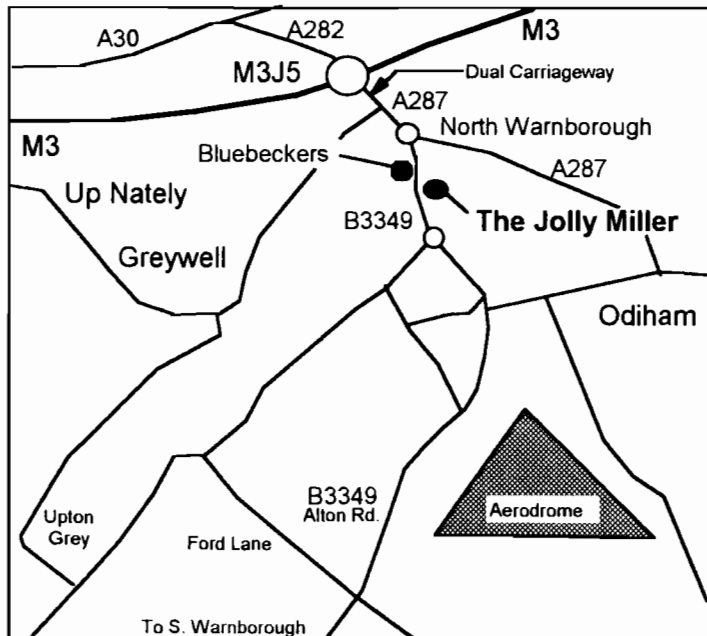 A30
A282
M3
M3J5
Dual Carriageway
A287
North Warnborough
M3
Bluebeckers
A287
Up Nately
The Jolly Miller
B3349
Greywell
Odiham
B3349
Alton Rd.
Aerodrome
Upton
Grey
Ford Lane
To S. Warnborough